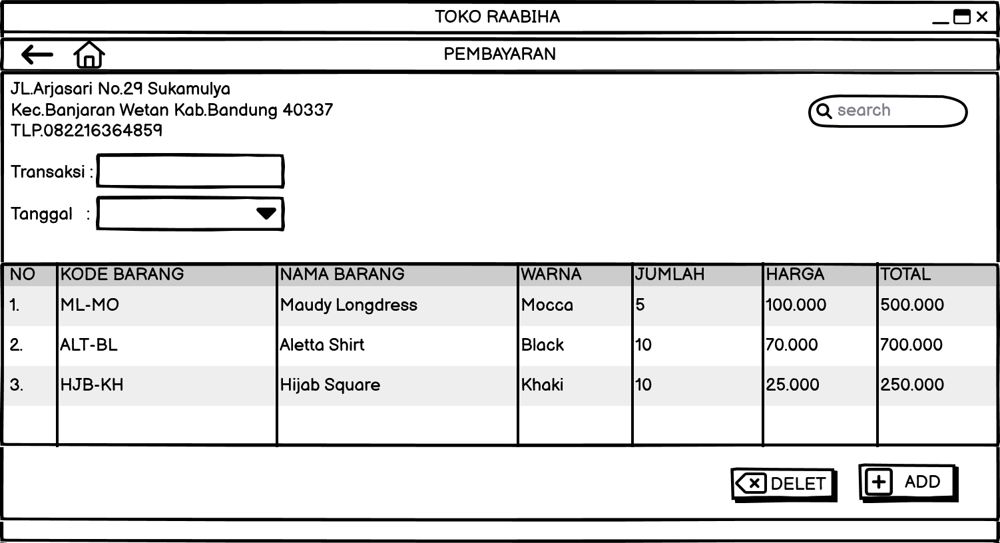 TOKO RAABIHA
PEMBAYARAN
JL.Arjasari No.29 Sukamulya
Kec.Banjaran Wetan Kab.Bandung 40337
TLP.082216364859
search
Transaksi :
Tanggal :
NO KODE BARANG NAMA BARANG WARNA JUMLAH HARGA TOTAL
1. ML-MO Maudy Longdress Mocca 5 100.000 500.000
2. ALT-BL Aletta Shirt Black 10 70.000 700.000
3. HJB-KH Hijab Square Khaki 10 25.000 250.000
DELET ADD